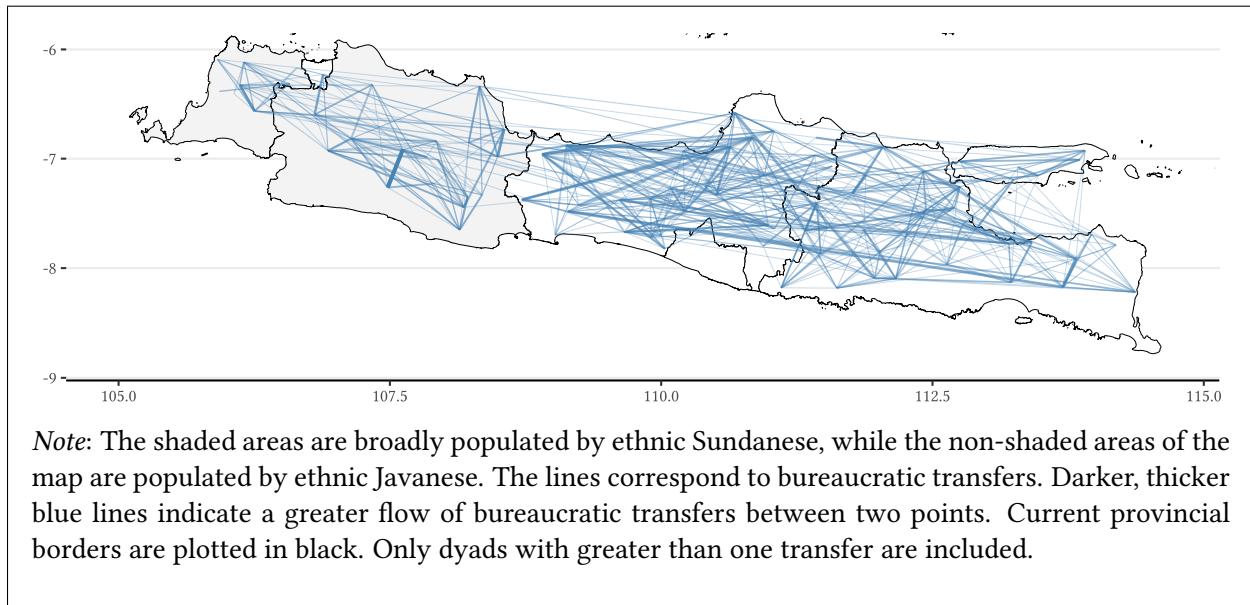 -6
-7
-8
-9
105.0 107.5 110.0 112.5 115.0
Note: The shaded areas are broadly populated by ethnic Sundanese, while the non-shaded areas of the
map are populated by ethnic Javanese. The lines correspond to bureaucratic transfers. Darker, thicker
blue lines indicate a greater flow of bureaucratic transfers between two points. Current provincial
borders are plotted in black. Only dyads with greater than one transfer are included.